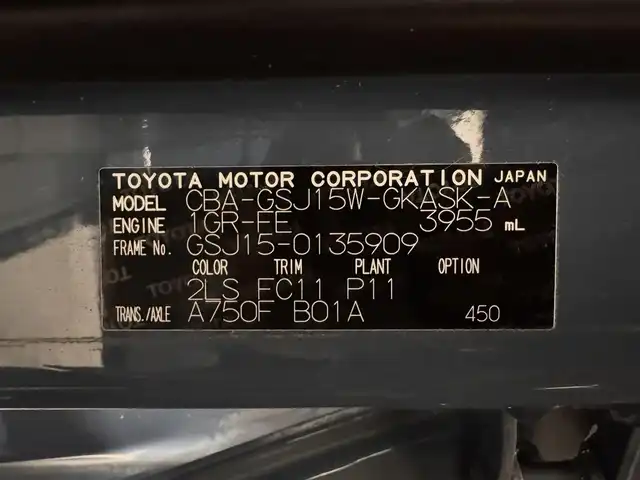 TOYOTA MOTOR CORPORATION JAPAN
MODEL CBA-GSJ15W-GKASK-A
ENGINE 1GR-FE 3955 mL
FRAME No. GSJ15-0135909
COLOR TRIM PLANT OPTION
2LS FC11 P11
TRANS./AXLE A750F B01A 450